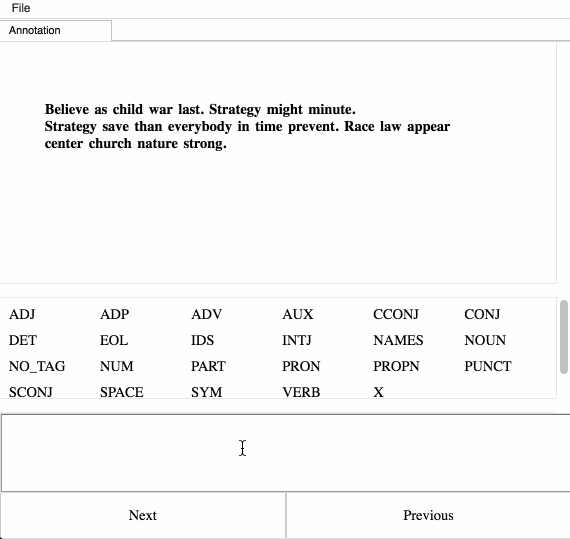 File
Annotation
Believe as child war last. Strategy might minute.
Strategy save than everybody in time prevent. Race law appear
center church nature strong.
ADJ ADP ADV AUX CCONJ CONJ
DET EOL IDS INTJ NAMES NOUN
NO_TAG NUM PART PRON PROPN PUNCT
SCONJ SPACE SYM VERB X
Next Previous